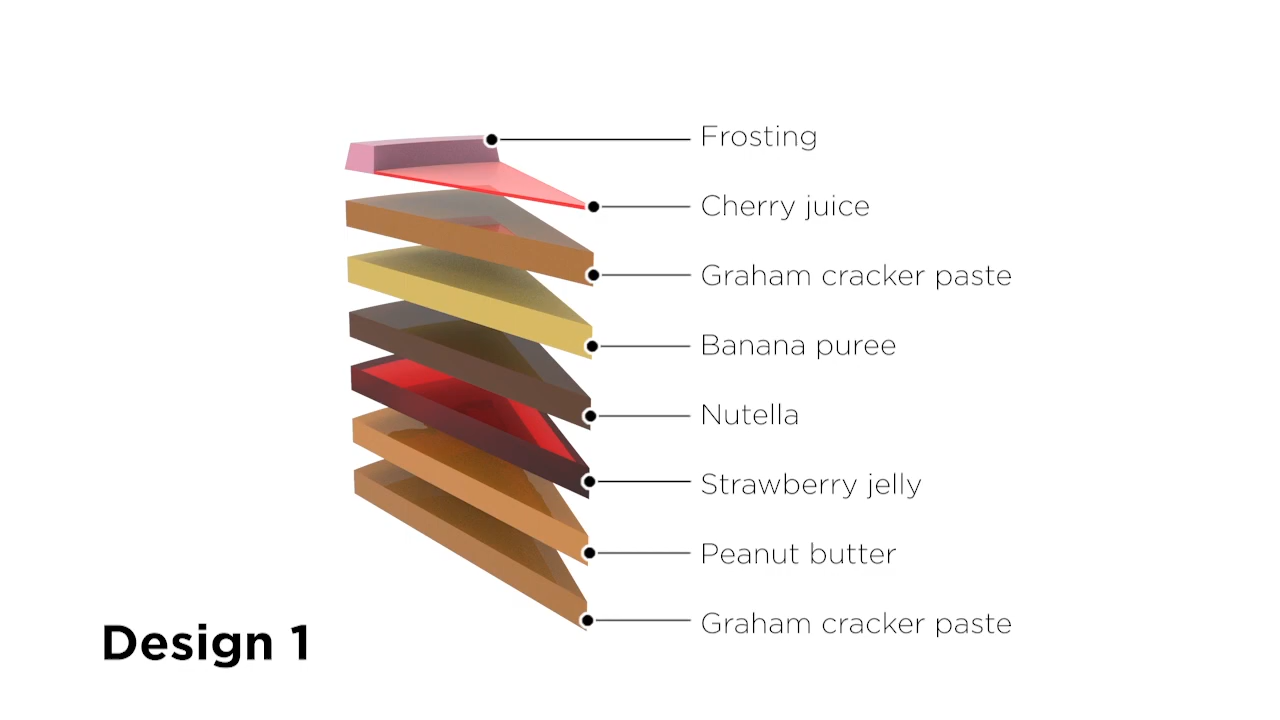 Frosting
Cherry juice
Graham cracker paste
Banana puree
Nutella
Strawberry jelly
Peanut butter
Graham cracker paste
Design 1